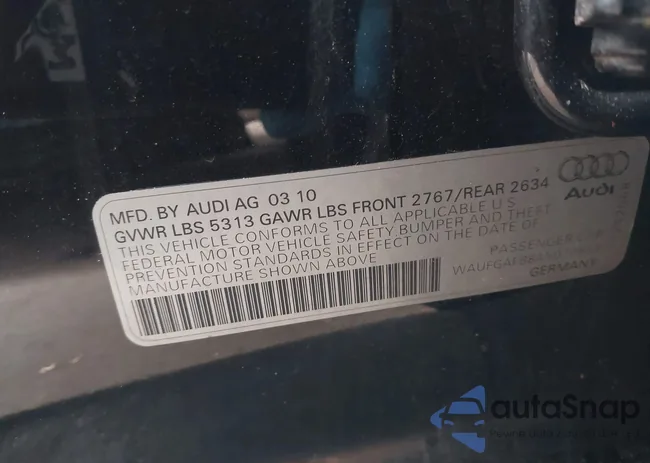 MFD. BY AUDI AG 03 10
GVWR LBS 5313 GAWR LBS FRONT 2767/REAR 2634
THIS VEHICLE CONFORMS TO ALL APPLICABLE U S
FEDERAL MOTOR VEHICLE SAFETY, BUMPER AND THEFT
PREVENTION STANDARDS IN EFFECT ON THE DATE OF
MANUFACTURE SHOWN ABOVE
Audi
PASSENGER
GERMANY
autoSnap